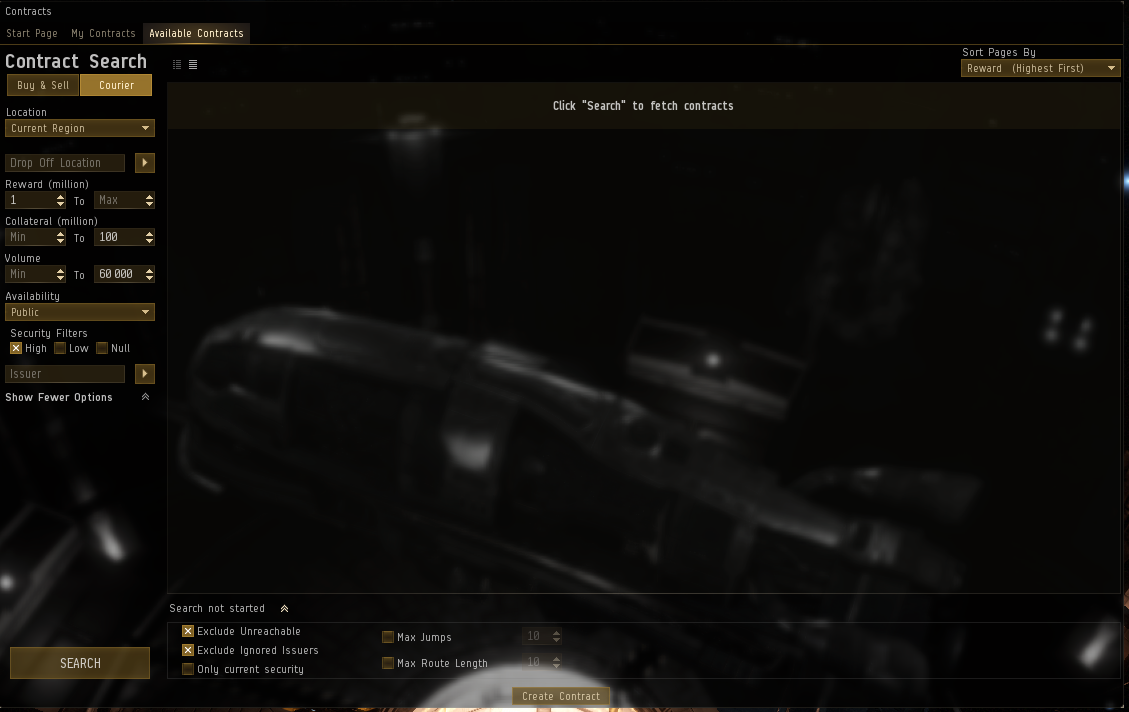 Contracts
Start Page My Contracts Available Contracts
Contract Search
Buy & Sell Courier
Location
Current Region
Drop Off Location
Reward (million)
1 To Max
Collateral (million)
Min To 100
Volume
Min To 60 000
Availability
Public
Security Filters
High Low Null
Issuer
Show Fewer Options
SEARCH
Sort Pages By
Reward (Highest First)
Click "Search" to fetch contracts
Search not started
Exclude Unreachable
Exclude Ignored Issuers
Only current security
Max Jumps 10
Max Route Length 10
Create Contract